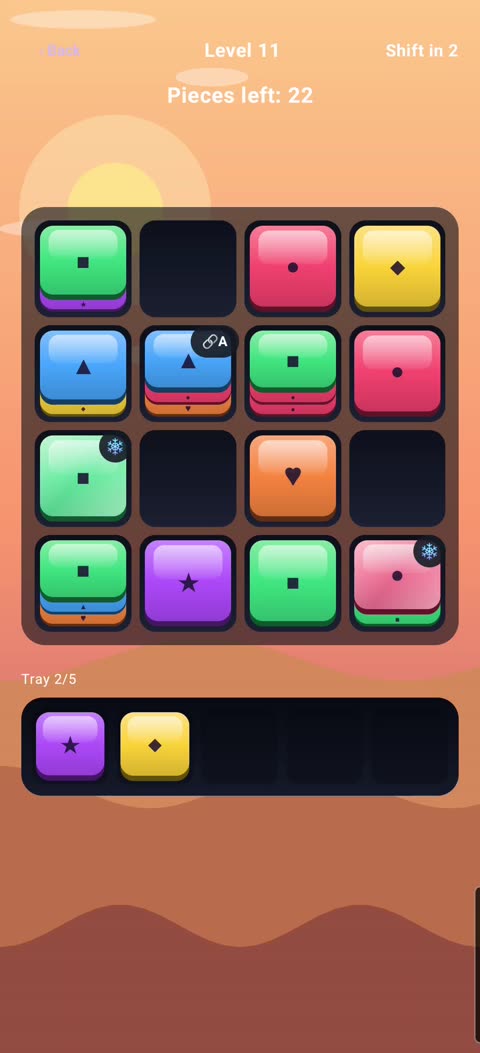 ‹ Back
Level 11
Shift in 2
Pieces left: 22
A
Tray 2/5